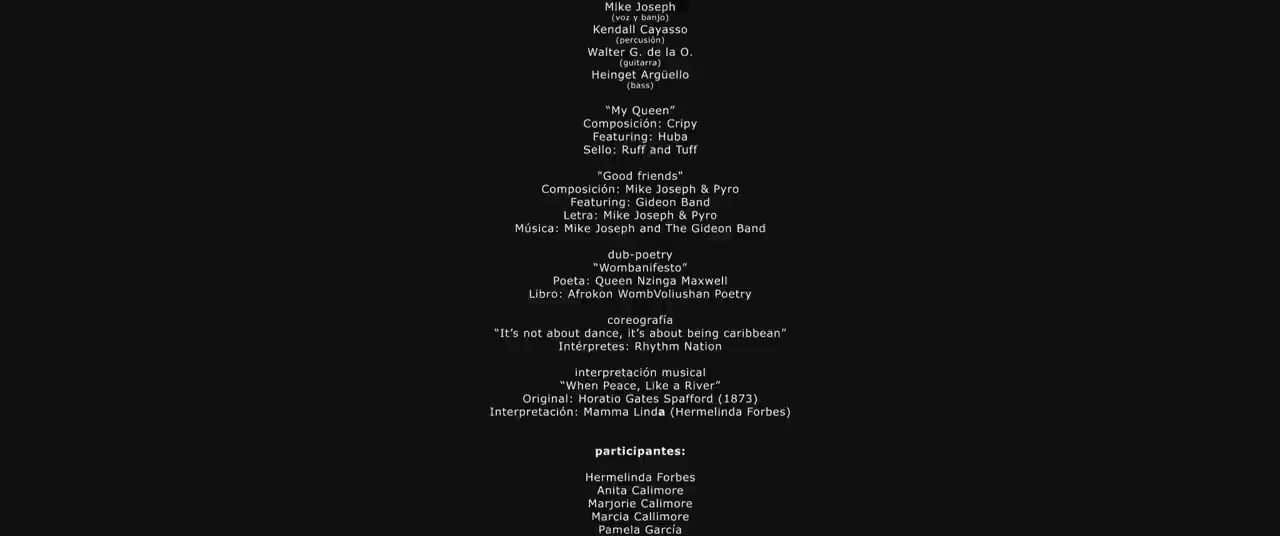 Mike Joseph
(voz y banjo)
Kendall Cayasso
(percusión)
Walter G. de la O.
(guitarra)
Heinget Argüello
(bass)
“My Queen”
Composición: Cripy
Featuring: Huba
Sello: Ruff and Tuff
"Good friends"
Composición: Mike Joseph & Pyro
Featuring: Gideon Band
Letra: Mike Joseph & Pyro
Música: Mike Joseph and The Gideon Band
dub-poetry
“Wombanifesto”
Poeta: Queen Nzinga Maxwell
Libro: Afrokon WombVoliushan Poetry
coreografía
“It’s not about dance, it’s about being caribbean”
Intérpretes: Rhythm Nation
interpretación musical
“When Peace, Like a River”
Original: Horatio Gates Spafford (1873)
Interpretación: Mamma Linda (Hermelinda Forbes)
participantes:
Hermelinda Forbes
Anita Calimore
Marjorie Calimore
Marcia Callimore
Pamela García